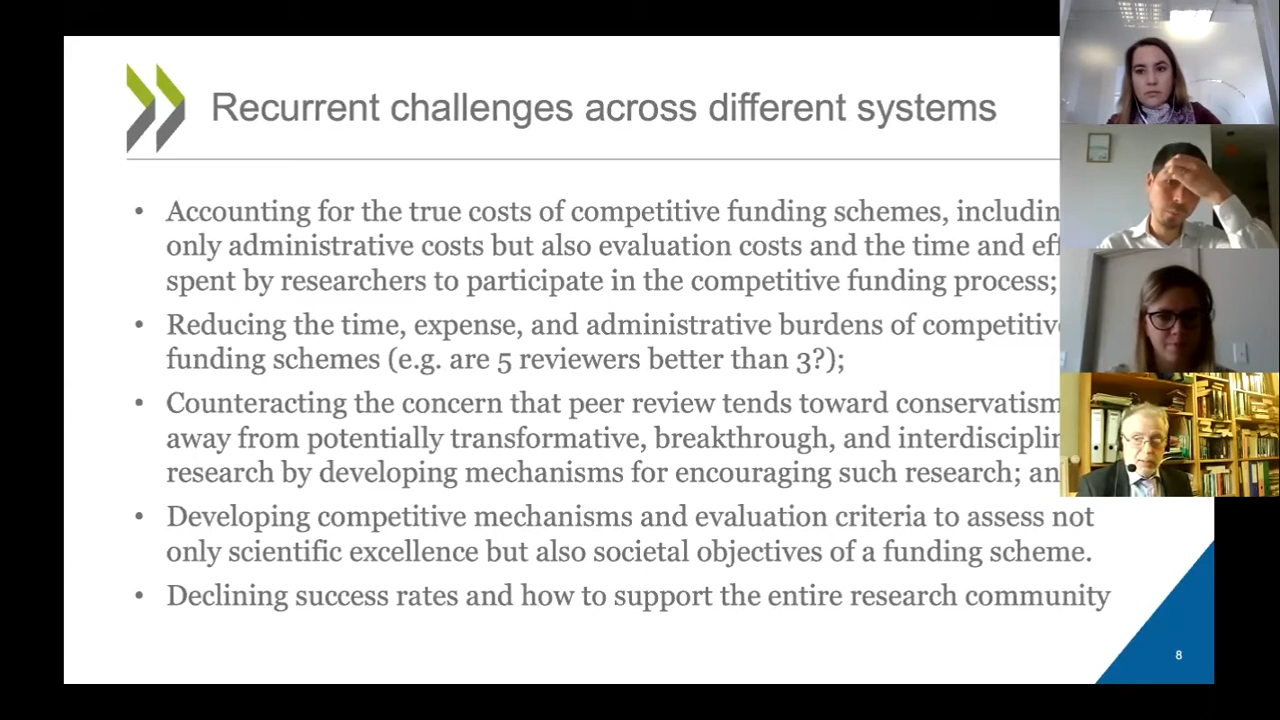 Recurrent challenges across different systems
• Accounting for the true costs of competitive funding schemes, includin
only administrative costs but also evaluation costs and the time and eff
spent by researchers to participate in the competitive funding process;
• Reducing the time, expense, and administrative burdens of competitive
funding schemes (e.g. are 5 reviewers better than 3?);
• Counteracting the concern that peer review tends toward conservatism
away from potentially transformative, breakthrough, and interdisciplin
research by developing mechanisms for encouraging such research; an
• Developing competitive mechanisms and evaluation criteria to assess not
only scientific excellence but also societal objectives of a funding scheme.
• Declining success rates and how to support the entire research community
8